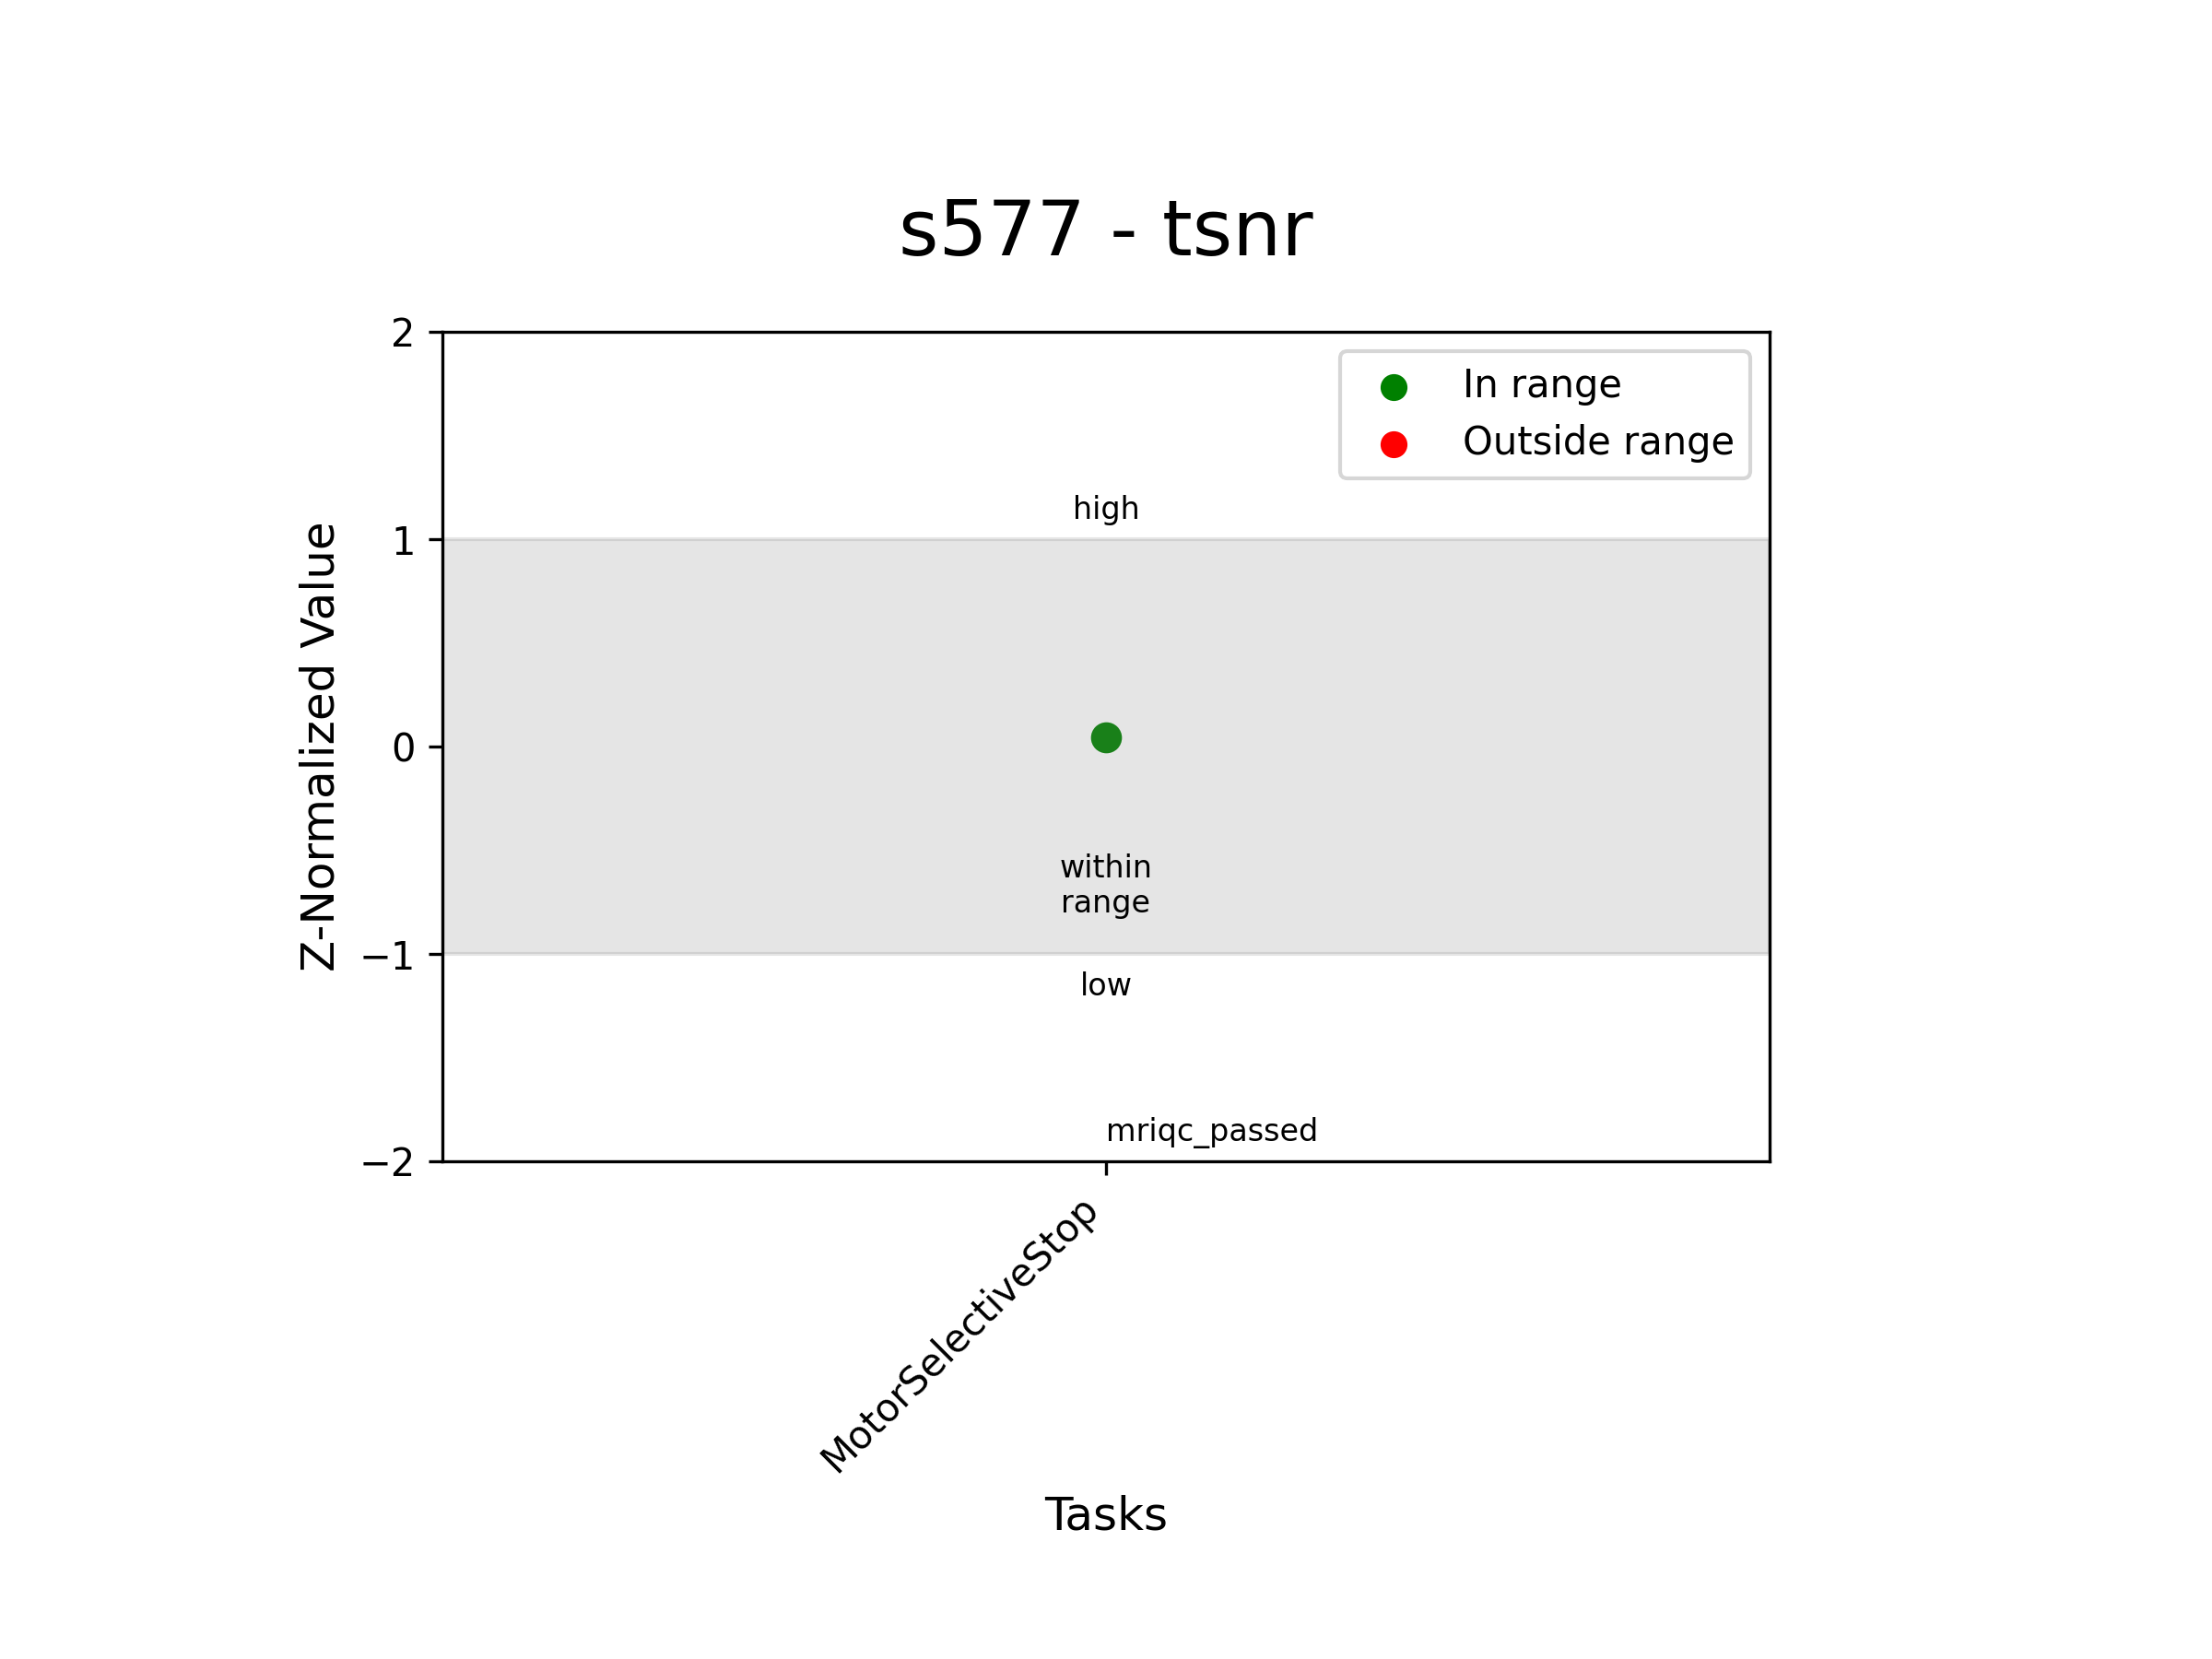 s577 - tsnr
2
In range
Outside range
high
1
Z-Normalized Value
0
within
range
−1
low
mriqc_passed
−2
MotorSelectiveStop
Tasks